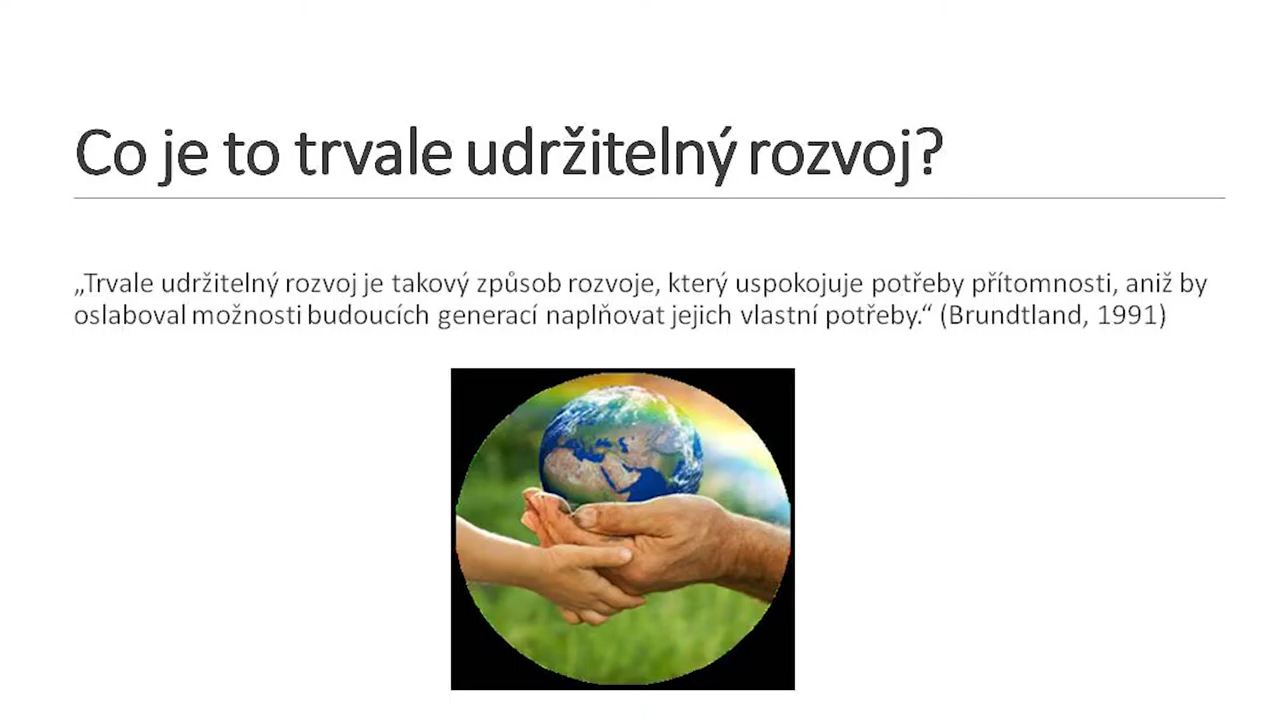 Co je to trvale udržitelný rozvoj?
„Trvale udržitelný rozvoj je takový způsob rozvoje, který uspokojuje potřeby přítomnosti, aniž by
oslaboval možnosti budoucích generací naplňovat jejich vlastní potřeby.“ (Brundtland, 1991)